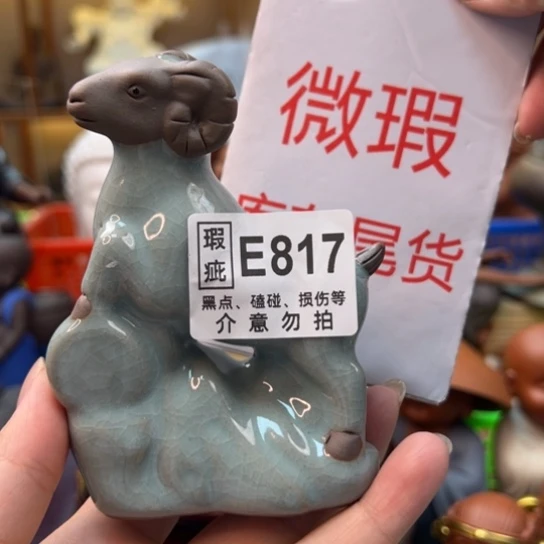 微瑕
尾货
瑕疵
E817
黑点、磕碰、损伤等
介意勿拍